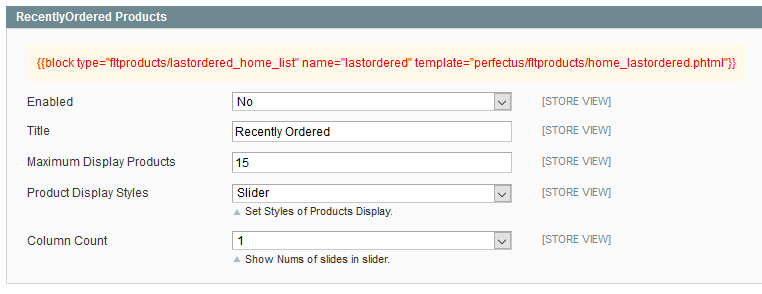 RecentlyOrdered Products
{{block type="fltproducts/lastordered_home_list" name="lastordered" template="perfectus/fltproducts/home_lastordered.phtml"}}
Enabled No [STORE VIEW]
Title Recently Ordered [STORE VIEW]
Maximum Display Products 15 [STORE VIEW]
Product Display Styles Slider [STORE VIEW]
Set Styles of Products Display.
Column Count 1 [STORE VIEW]
Show Nums of slides in slider.